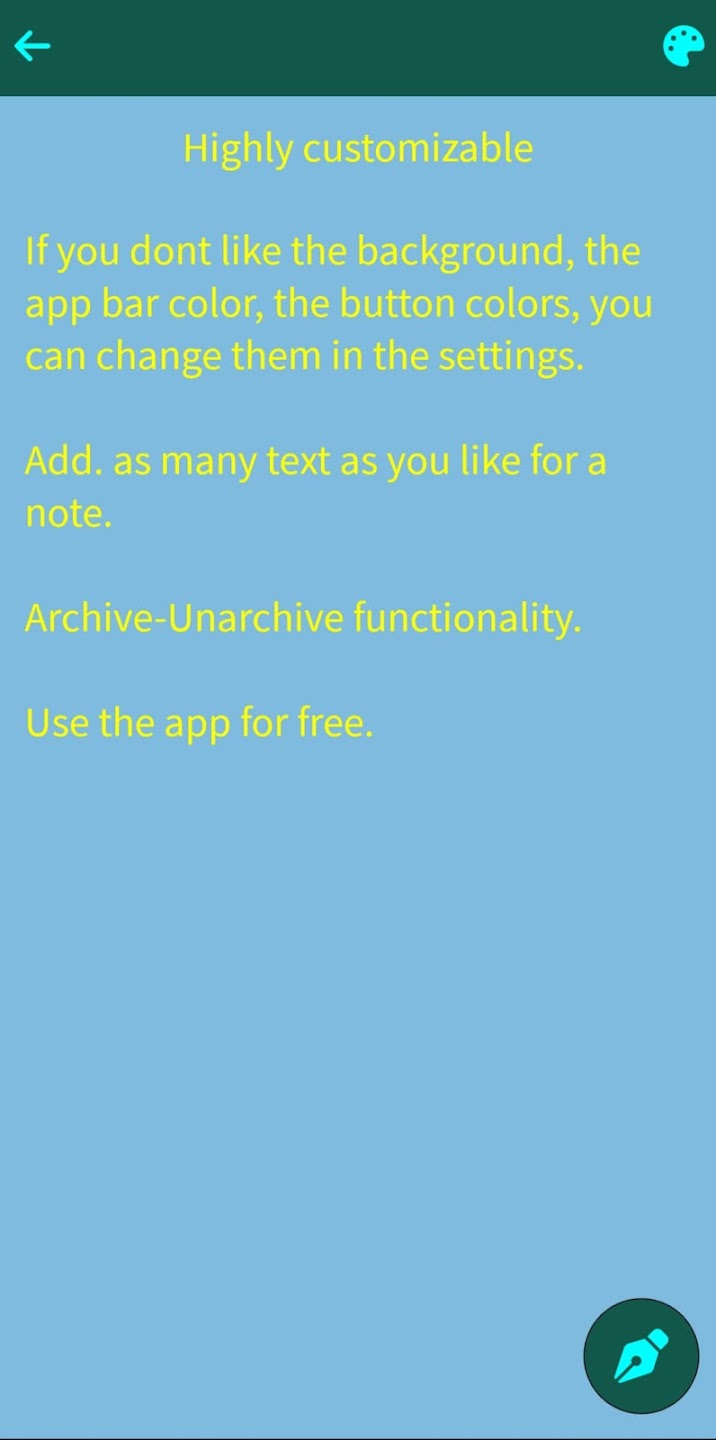 Highly customizable
If you dont like the background, the
app bar color, the button colors, you
can change them in the settings.
Add. as many text as you like for a
note.
Archive-Unarchive functionality.
Use the app for free.